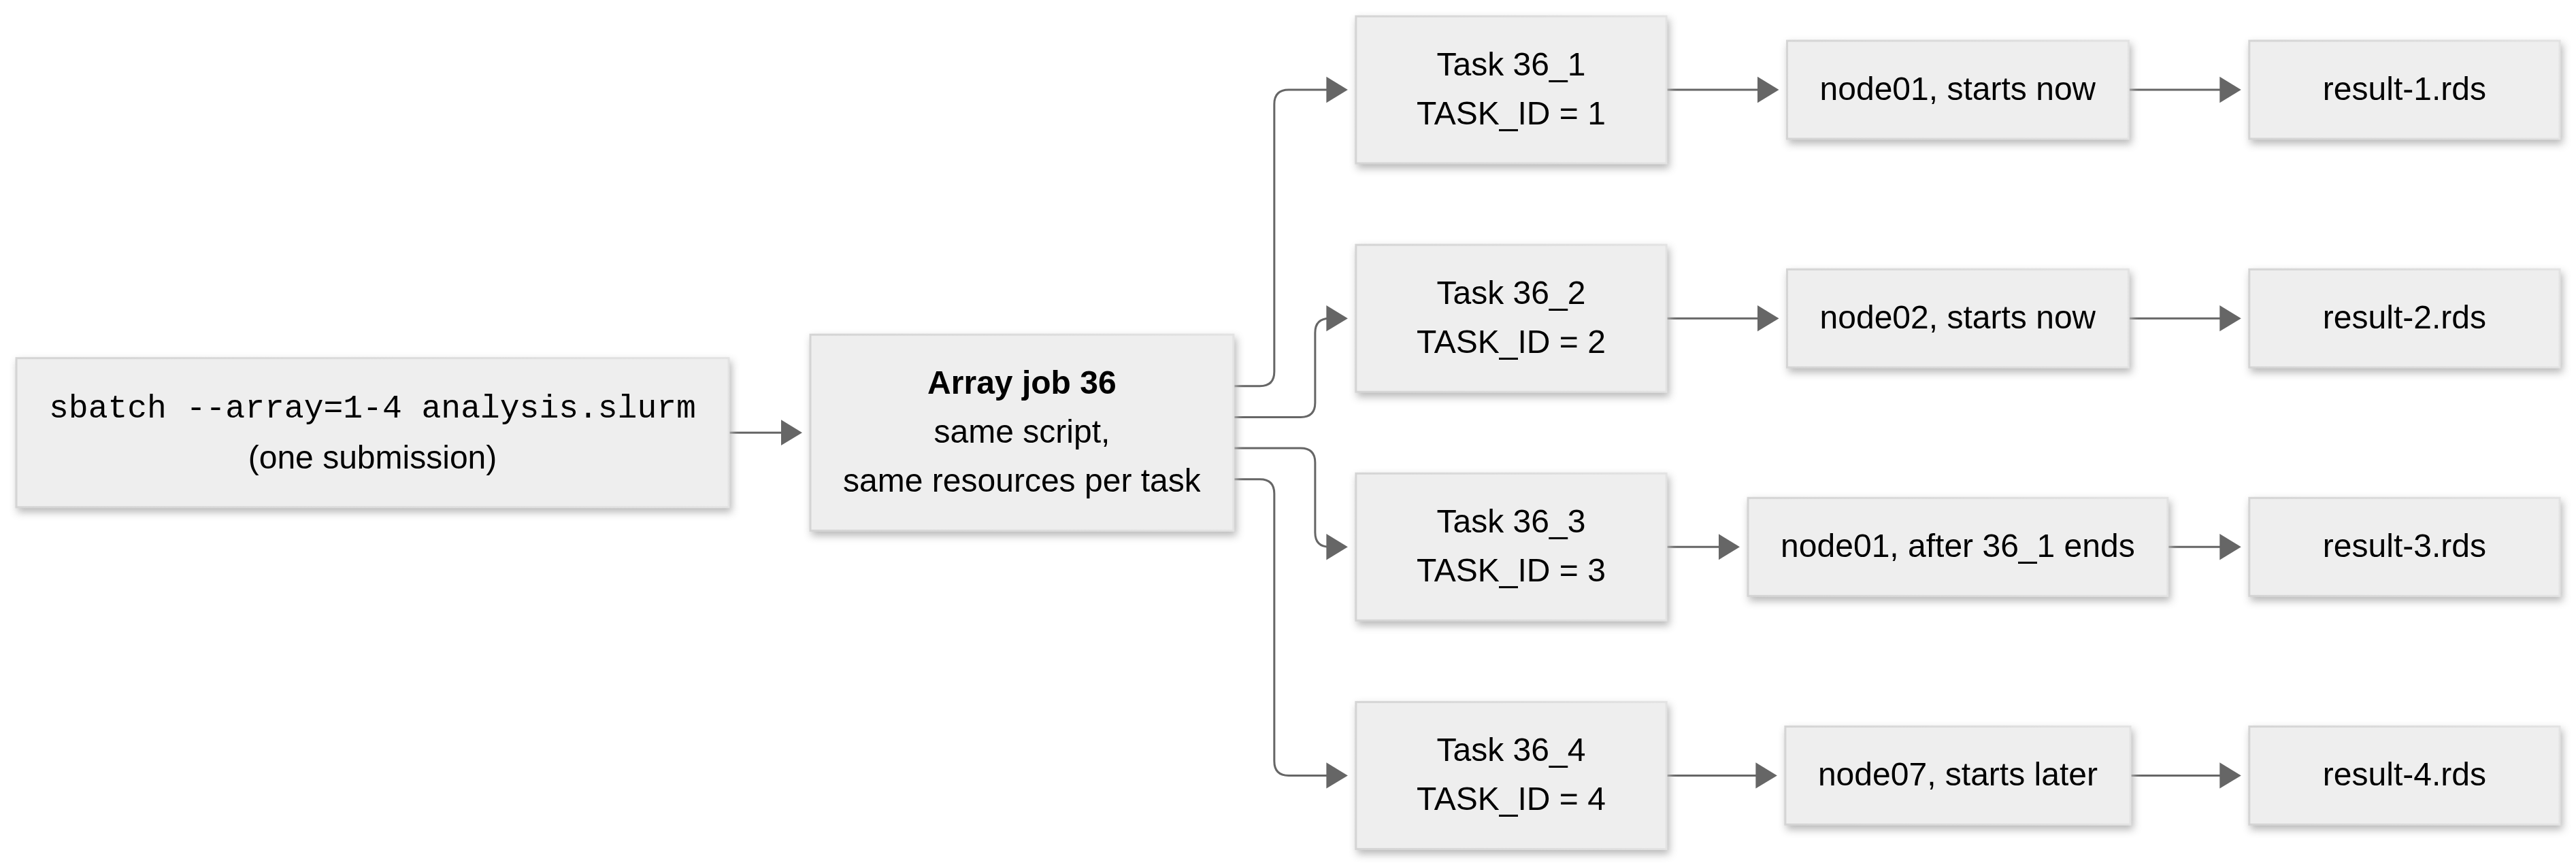 sbatch --array=1-4 analysis.slurm
(one submission)
Array job 36
same script,
same resources per task
Task 36_1
TASK_ID = 1
node01, starts now
result-1.rds
Task 36_2
TASK_ID = 2
node02, starts now
result-2.rds
Task 36_3
TASK_ID = 3
node01, after 36_1 ends
result-3.rds
Task 36_4
TASK_ID = 4
node07, starts later
result-4.rds